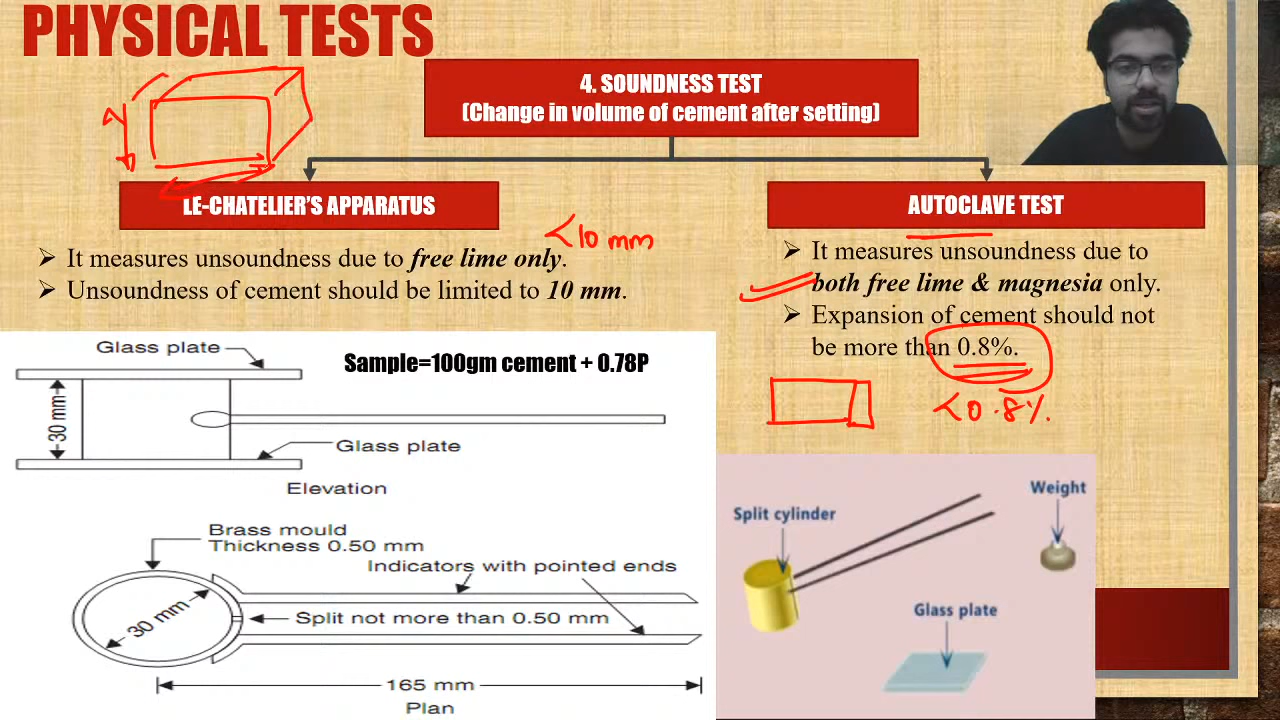 PHYSICAL TESTS
4. SOUNDNESS TEST
(Change in volume of cement after setting)
LE-CHATELIER'S APPARATUS
<10 mm
➢ It measures unsoundness due to free lime only.
➢ Unsoundness of cement should be limited to 10 mm.
AUTOCLAVE TEST
➢ It measures unsoundness due to
both free lime & magnesia only.
➢ Expansion of cement should not
be more than 0.8%.
<0.8%.
Sample=100gm cement + 0.78P
Glass plate
30 mm
Glass plate
Elevation
Brass mould
Thickness 0.50 mm
Indicators with pointed ends
30 mm
Split not more than 0.50 mm
165 mm
Plan
Split cylinder
Weight
Glass plate